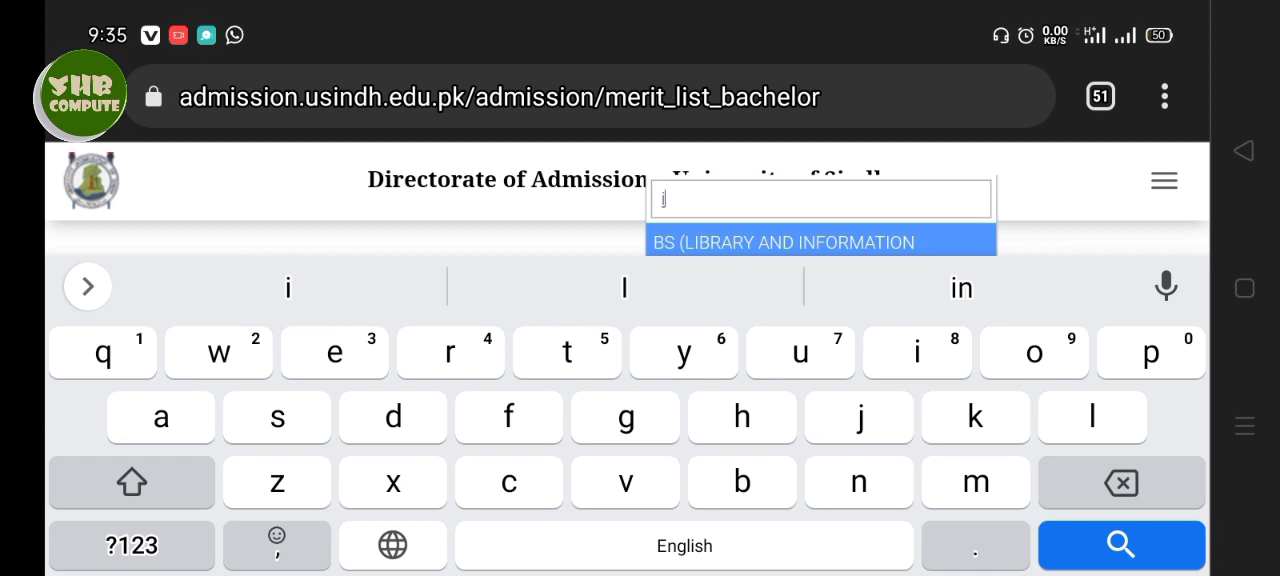 9:35
0.00
KB/S
H+
50
SHB
COMPUTE
admission.usindh.edu.pk/admission/merit_list_bachelor
51
Directorate of Admission
i
BS (LIBRARY AND INFORMATION
i I in
q 1 w 2 e 3 r 4 t 5 y 6 u 7 i 8 o 9 p 0
a s d f g h j k l
z x c v b n m
?123 , English .